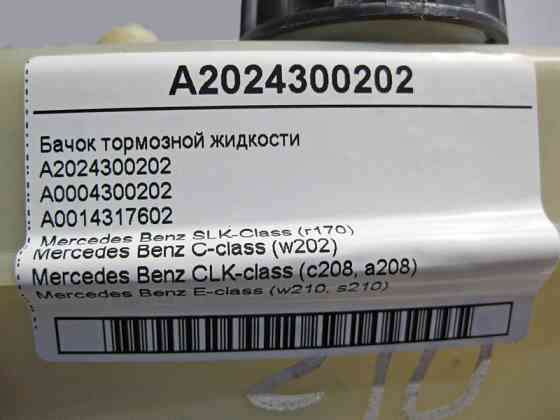 A2024300202
Бачок тормозной жидкости
A2024300202
A0004300202
A0014317602
Mercedes Benz SLK-Class (r170)
Mercedes Benz C-class (w202)
Mercedes Benz CLK-class (c208, a208)
Mercedes Benz E-class (w210, s210)
210